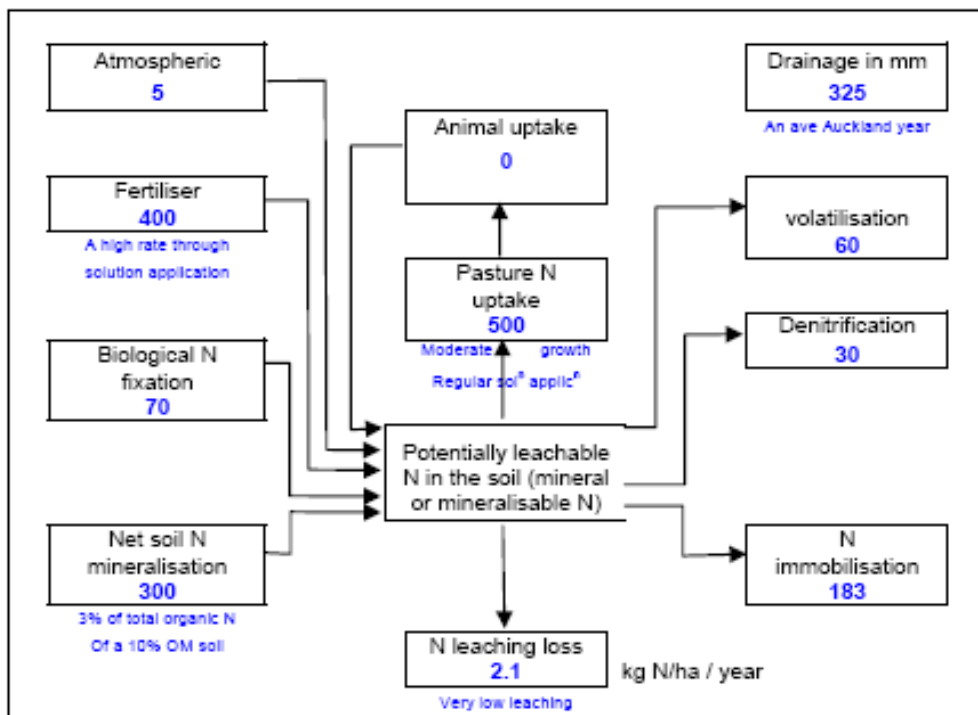 Atmospheric
5
Drainage in mm
325
An ave Auckland year
Animal uptake
0
Fertiliser
400
A high rate through
solution application
volatilisation
60
Pasture N
uptake
500
Moderate growth
Regular solⁿ applicⁿ
Denitrification
30
Biological N
fixation
70
Potentially leachable
N in the soil (mineral
or mineralisable N)
Net soil N
mineralisation
300
3% of total organic N
Of a 10% OM soil
N
immobilisation
183
N leaching loss
2.1
kg N/ha / year
Very low leaching